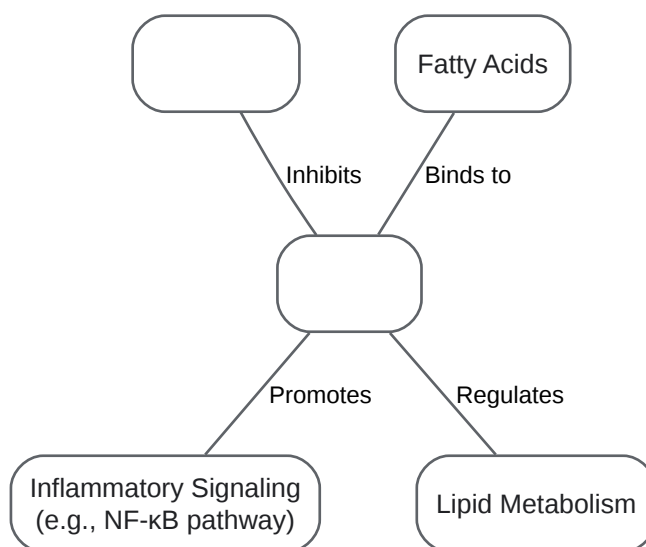 Fatty Acids
Inhibits
Binds to
Promotes
Regulates
Inflammatory Signaling
(e.g., NF-κB pathway)
Lipid Metabolism